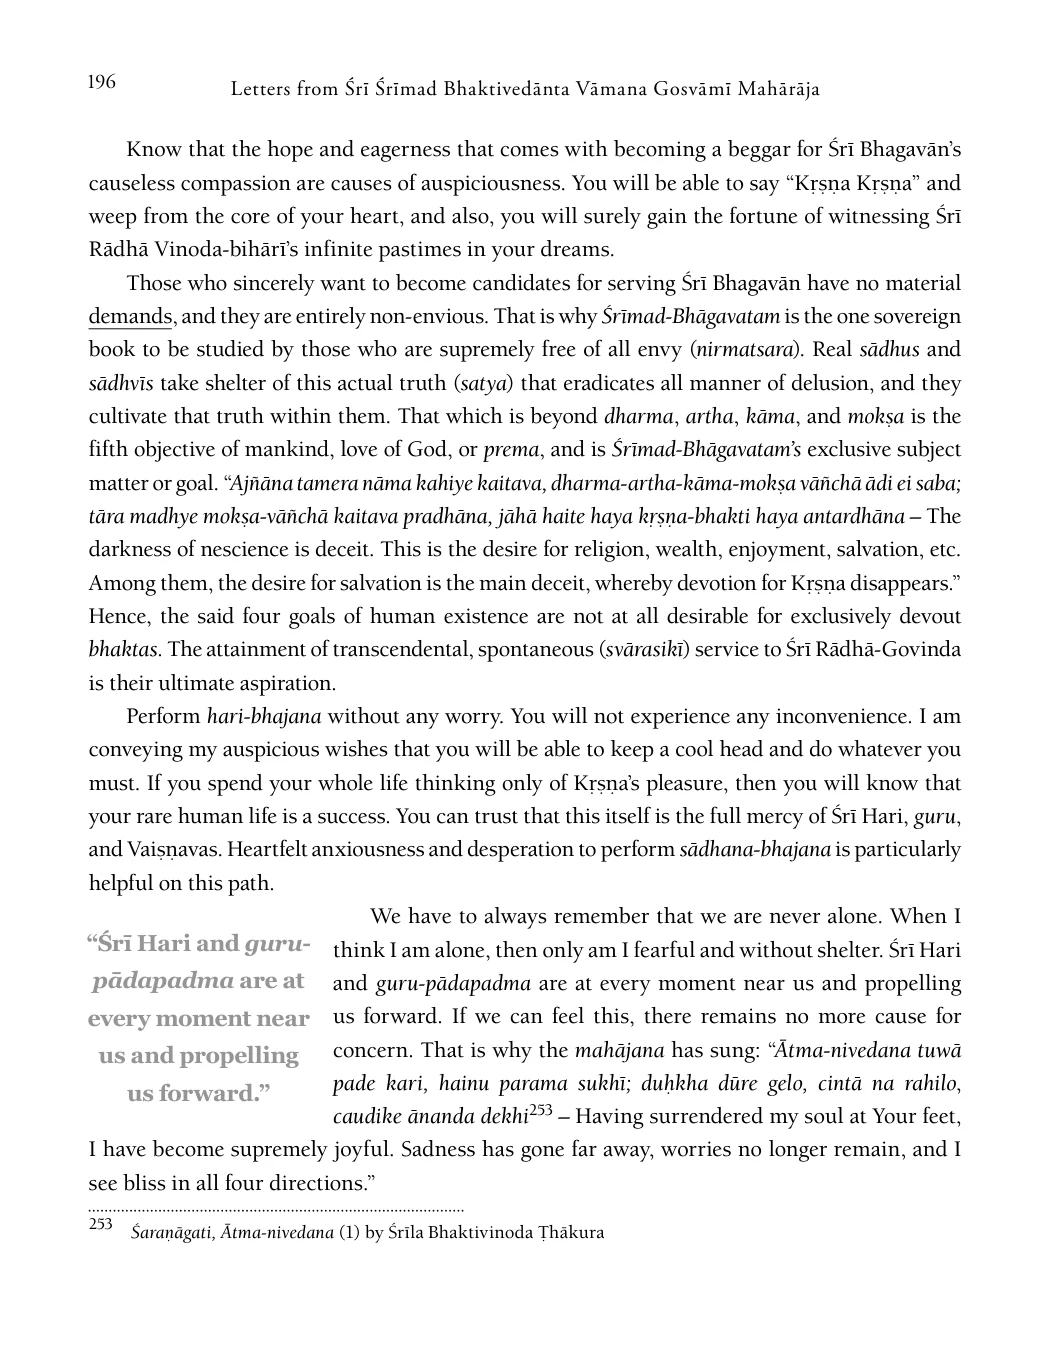 196
Letters from Śrī Śrīmad Bhaktivedānta Vāmana Gosvāmī Mahārāja
Know that the hope and eagerness that comes with becoming a beggar for Śrī Bhagavān’s
causeless compassion are causes of auspiciousness. You will be able to say “Kṛṣṇa Kṛṣṇa” and
weep from the core of your heart, and also, you will surely gain the fortune of witnessing Śrī
Rādhā Vinoda-bihārī’s infinite pastimes in your dreams.
Those who sincerely want to become candidates for serving Śrī Bhagavān have no material
demands, and they are entirely non-envious. That is why Śrīmad-Bhāgavatam is the one sovereign
book to be studied by those who are supremely free of all envy (nirmatsara). Real sādhus and
sādhvīs take shelter of this actual truth (satya) that eradicates all manner of delusion, and they
cultivate that truth within them. That which is beyond dharma, artha, kāma, and mokṣa is the
fifth objective of mankind, love of God, or prema, and is Śrīmad-Bhāgavatam’s exclusive subject
matter or goal. “Ajñāna tamera nāma kahiye kaitava, dharma-artha-kāma-mokṣa vāñchā ādi ei saba;
tāra madhye mokṣa-vāñchā kaitava pradhāna, jāhā haite haya kṛṣṇa-bhakti haya antardhāna – The
darkness of nescience is deceit. This is the desire for religion, wealth, enjoyment, salvation, etc.
Among them, the desire for salvation is the main deceit, whereby devotion for Kṛṣṇa disappears.”
Hence, the said four goals of human existence are not at all desirable for exclusively devout
bhaktas. The attainment of transcendental, spontaneous (svārasikī) service to Śrī Rādhā-Govinda
is their ultimate aspiration.
Perform hari-bhajana without any worry. You will not experience any inconvenience. I am
conveying my auspicious wishes that you will be able to keep a cool head and do whatever you
must. If you spend your whole life thinking only of Kṛṣṇa’s pleasure, then you will know that
your rare human life is a success. You can trust that this itself is the full mercy of Śrī Hari, guru,
and Vaiṣṇavas. Heartfelt anxiousness and desperation to perform sādhana-bhajana is particularly
helpful on this path.
“Śrī Hari and guru-
pādapadma are at
every moment near
us and propelling
us forward.”
We have to always remember that we are never alone. When I
think I am alone, then only am I fearful and without shelter. Śrī Hari
and guru-pādapadma are at every moment near us and propelling
us forward. If we can feel this, there remains no more cause for
concern. That is why the mahājana has sung: “Ātma-nivedana tuwā
pade kari, hainu parama sukhī; duḥkha dūre gelo, cintā na rahilo,
caudike ānanda dekhi253 – Having surrendered my soul at Your feet,
I have become supremely joyful. Sadness has gone far away, worries no longer remain, and I
see bliss in all four directions.”
253 Śaraṇāgati, Ātma-nivedana (1) by Śrīla Bhaktivinoda Ṭhākura